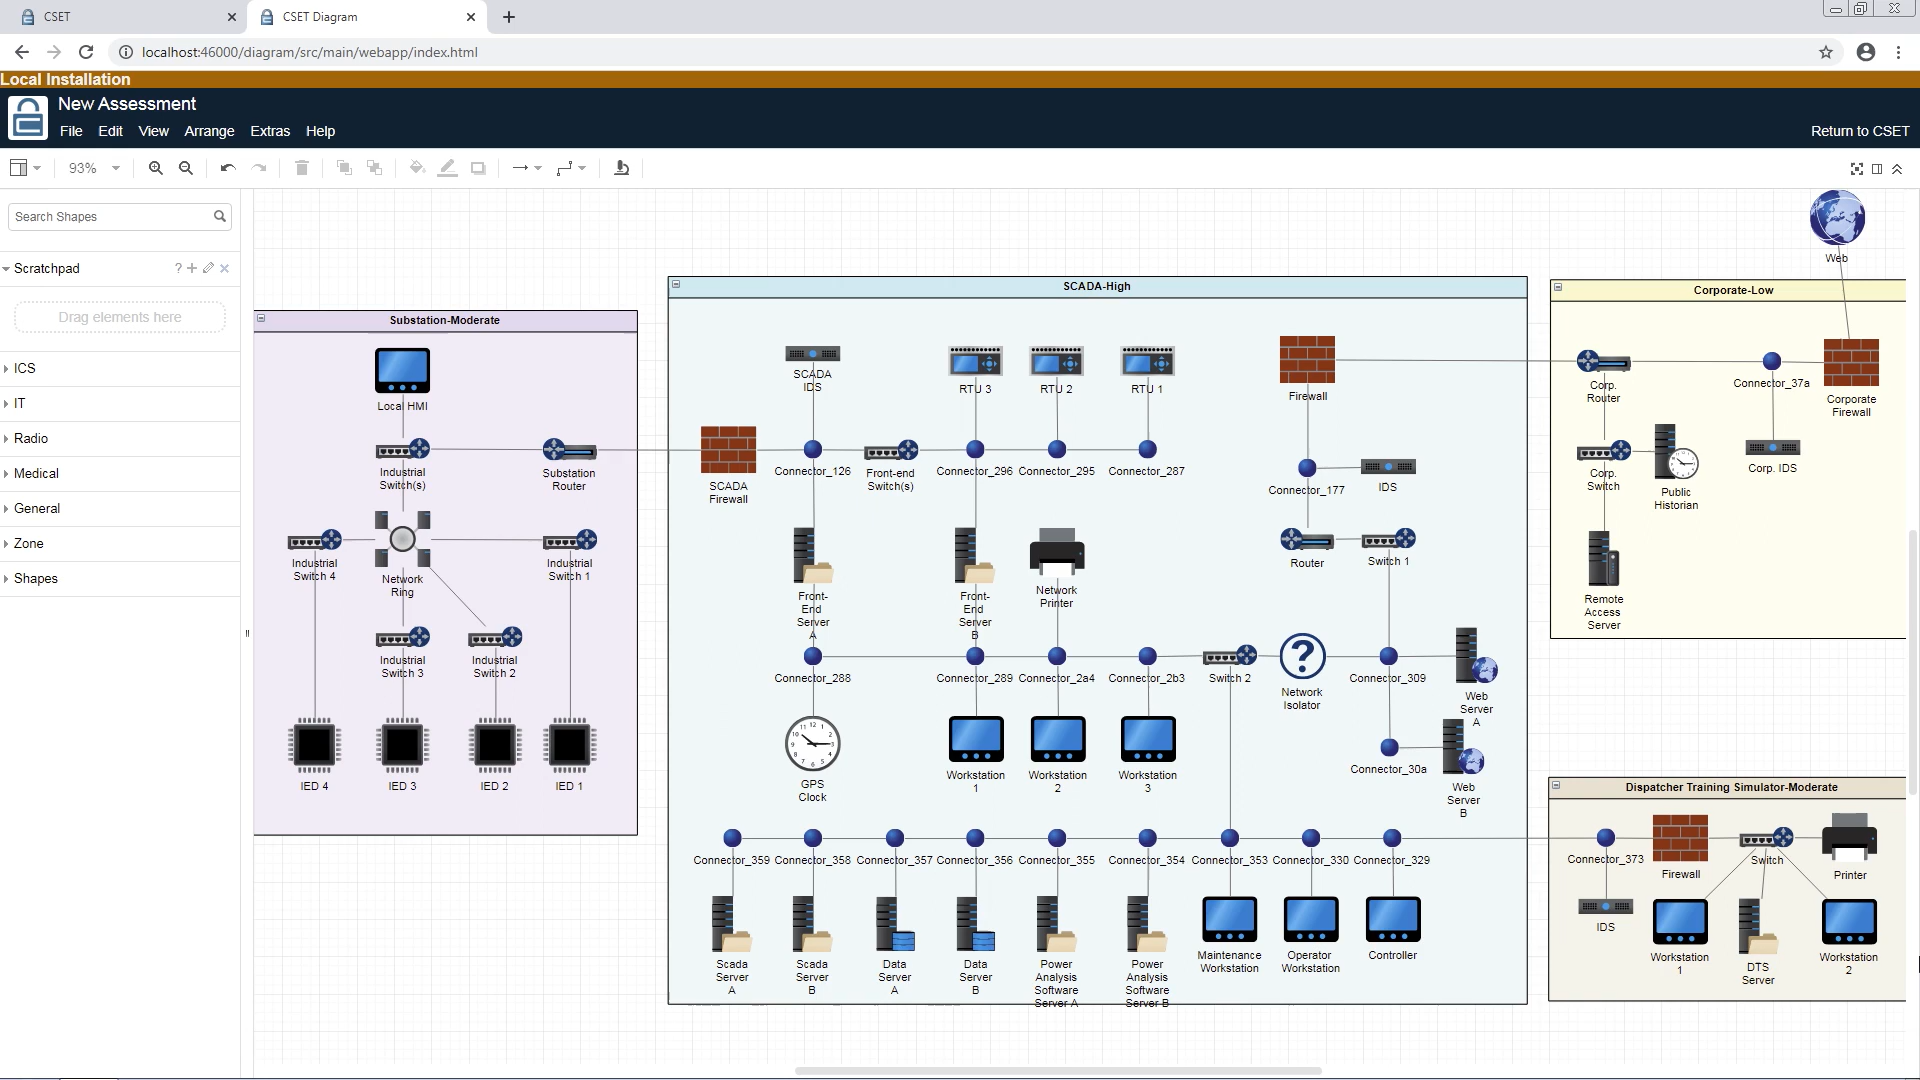 CSET
CSET Diagram
localhost:46000/diagram/src/main/webapp/index.html
Local Installation
New Assessment
File Edit View Arrange Extras Help
Return to CSET
93%
Search Shapes
Scratchpad
?
Drag elements here
ICS
IT
Radio
Medical
General
Zone
Shapes
Substation-Moderate
Local HMI
Industrial
Switch(s)
Substation
Router
Industrial
Switch 4
Network
Ring
Industrial
Switch 1
Industrial
Switch 3
Industrial
Switch 2
IED 4
IED 3
IED 2
IED 1
SCADA-High
SCADA
IDS
RTU 3
RTU 2
RTU 1
Firewall
SCADA
Firewall
Connector_126
Front-end
Switch(s)
Connector_296
Connector_295
Connector_287
Connector_177
IDS
Front-
End
Server
A
Front-
End
Server
B
Network
Printer
Router
Switch 1
Connector_288
Connector_289
Connector_2a4
Connector_2b3
Switch 2
?
Network
Isolator
Connector_309
Web
Server
A
GPS
Clock
Workstation
1
Workstation
2
Workstation
3
Connector_30a
Web
Server
B
Connector_359
Connector_358
Connector_357
Connector_356
Connector_355
Connector_354
Connector_353
Connector_330
Connector_329
Scada
Server
A
Scada
Server
B
Data
Server
A
Data
Server
B
Power
Analysis
Software
Server A
Power
Analysis
Software
Server B
Maintenance
Workstation
Operator
Workstation
Controller
Web
Corporate-Low
Corp.
Router
Connector_37a
Corporate
Firewall
Corp.
Switch
Public
Historian
Corp. IDS
Remote
Access
Server
Dispatcher Training Simulator-Moderate
Connector_373
Firewall
Switch
Printer
IDS
Workstation
1
DTS
Server
Workstation
2